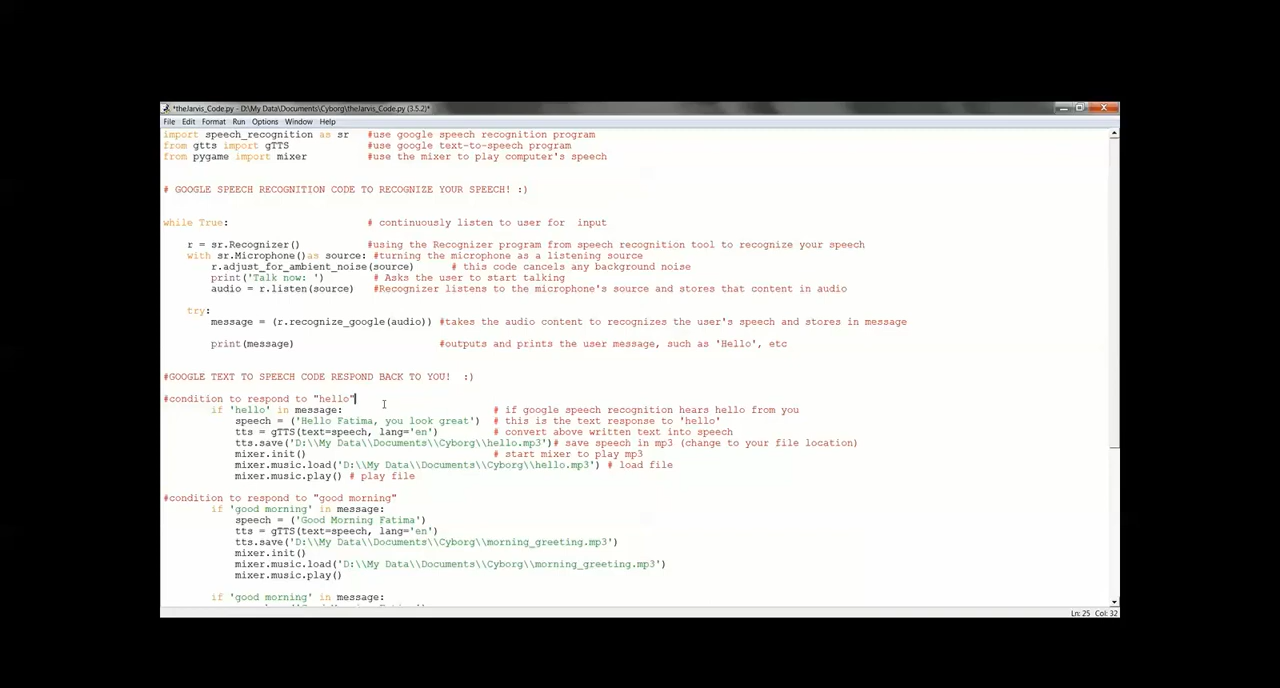 *theJarvis_Code.py - D:\My Data\Documents\Cyborg\theJarvis_Code.py (3.5.2)*
File Edit Format Run Options Window Help
import speech_recognition as sr #use google speech recognition program
from gtts import gTTS #use google text-to-speech program
from pygame import mixer #use the mixer to play computer's speech
# GOOGLE SPEECH RECOGNITION CODE TO RECOGNIZE YOUR SPEECH! :)
while True: # continuously listen to user for input
r = sr.Recognizer() #using the Recognizer program from speech recognition tool to recognize your speech
with sr.Microphone()as source: #turning the microphone as a listening source
r.adjust_for_ambient_noise(source) # this code cancels any background noise
print('Talk now: ') # Asks the user to start talking
audio = r.listen(source) #Recognizer listens to the microphone's source and stores that content in audio
try:
message = (r.recognize_google(audio)) #takes the audio content to recognizes the user's speech and stores in message
print(message) #outputs and prints the user message, such as 'Hello', etc
#GOOGLE TEXT TO SPEECH CODE RESPOND BACK TO YOU! :)
#condition to respond to "hello"
if 'hello' in message: # if google speech recognition hears hello from you
speech = ('Hello Fatima, you look great') # this is the text response to 'hello'
tts = gTTS(text=speech, lang='en') # convert above written text into speech
tts.save('D:\\My Data\\Documents\\Cyborg\\hello.mp3')# save speech in mp3 (change to your file location)
mixer.init() # start mixer to play mp3
mixer.music.load('D:\\My Data\\Documents\\Cyborg\\hello.mp3') # load file
mixer.music.play() # play file
#condition to respond to "good morning"
if 'good morning' in message:
speech = ('Good Morning Fatima')
tts = gTTS(text=speech, lang='en')
tts.save('D:\\My Data\\Documents\\Cyborg\\morning_greeting.mp3')
mixer.init()
mixer.music.load('D:\\My Data\\Documents\\Cyborg\\morning_greeting.mp3')
mixer.music.play()
if 'good morning' in message:
Ln: 25 Col: 32